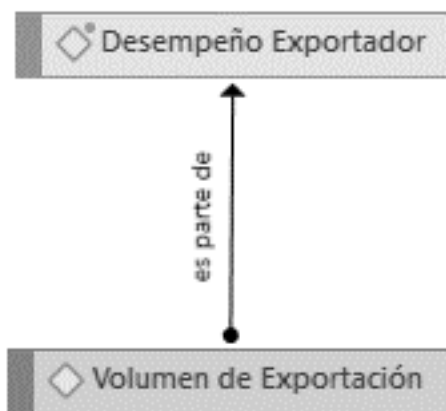 Desempeño Exportador
es parte de
Volumen de Exportación